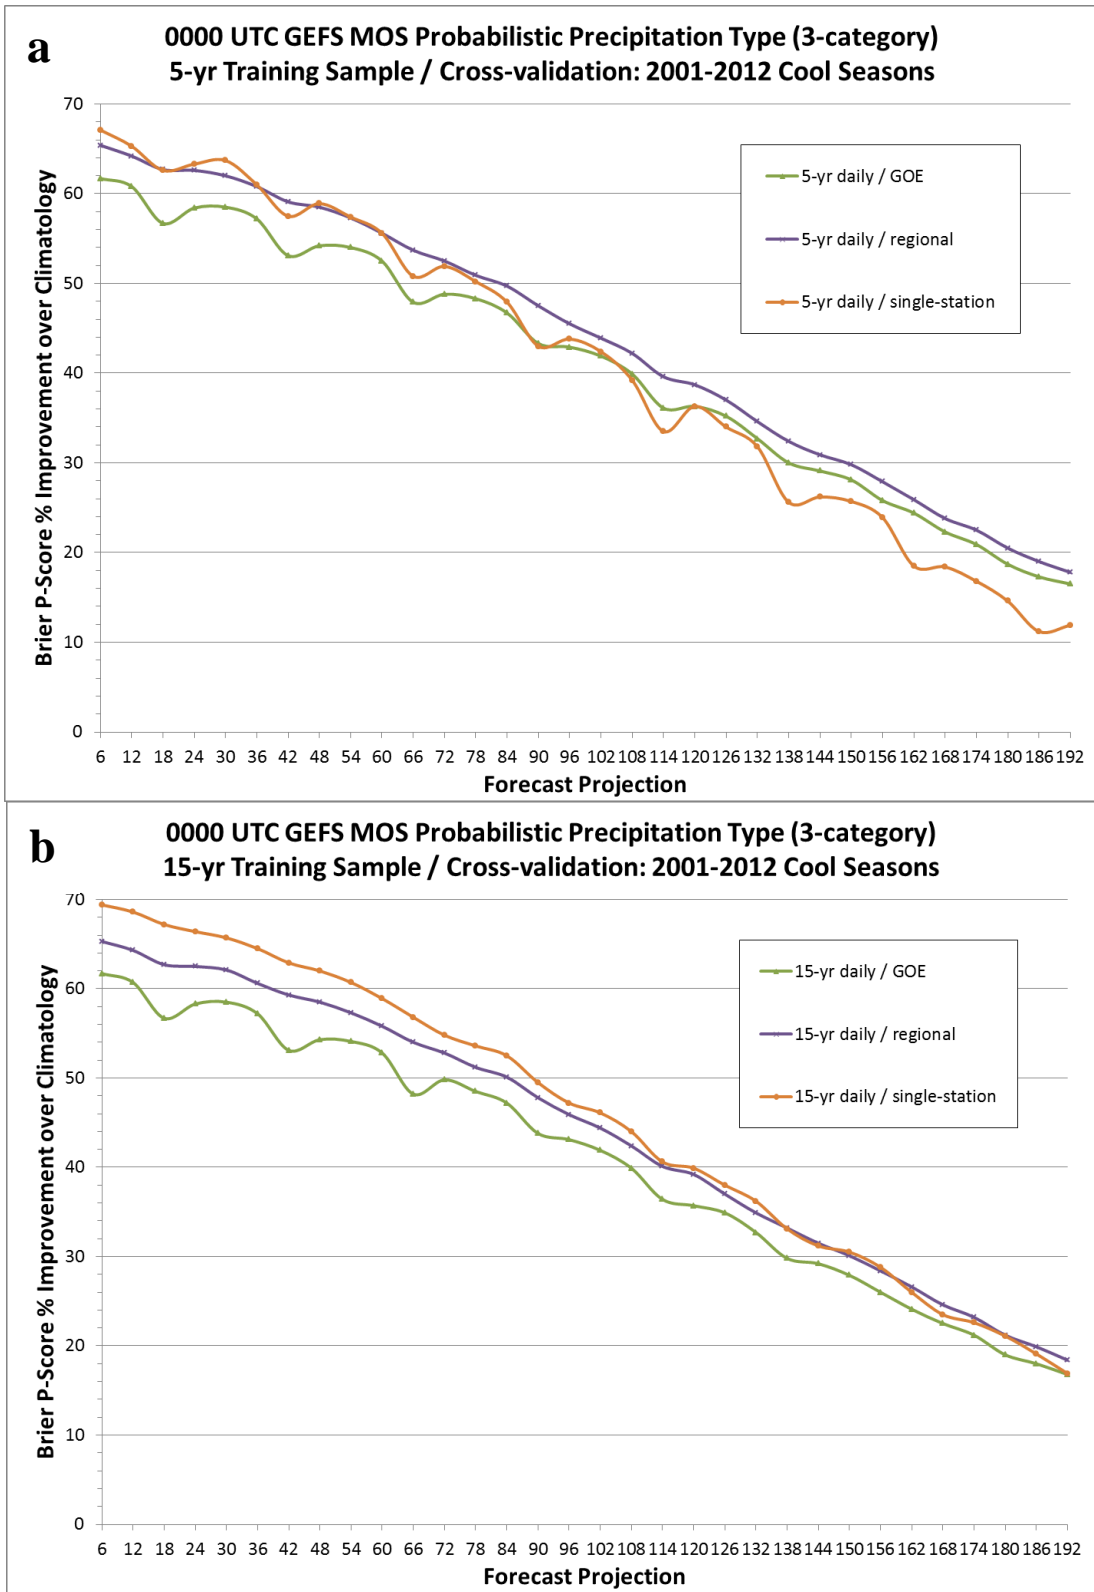 a
0000 UTC GEFS MOS Probabilistic Precipitation Type (3-category)
5-yr Training Sample / Cross-validation: 2001-2012 Cool Seasons
Brier P-Score % Improvement over Climatology
70
60
50
40
30
20
10
0
5-yr daily / GOE
5-yr daily / regional
5-yr daily / single-station
6 12 18 24 30 36 42 48 54 60 66 72 78 84 90 96 102 108 114 120 126 132 138 144 150 156 162 168 174 180 186 192
Forecast Projection
b
0000 UTC GEFS MOS Probabilistic Precipitation Type (3-category)
15-yr Training Sample / Cross-validation: 2001-2012 Cool Seasons
Brier P-Score % Improvement over Climatology
70
60
50
40
30
20
10
0
15-yr daily / GOE
15-yr daily / regional
15-yr daily / single-station
6 12 18 24 30 36 42 48 54 60 66 72 78 84 90 96 102 108 114 120 126 132 138 144 150 156 162 168 174 180 186 192
Forecast Projection